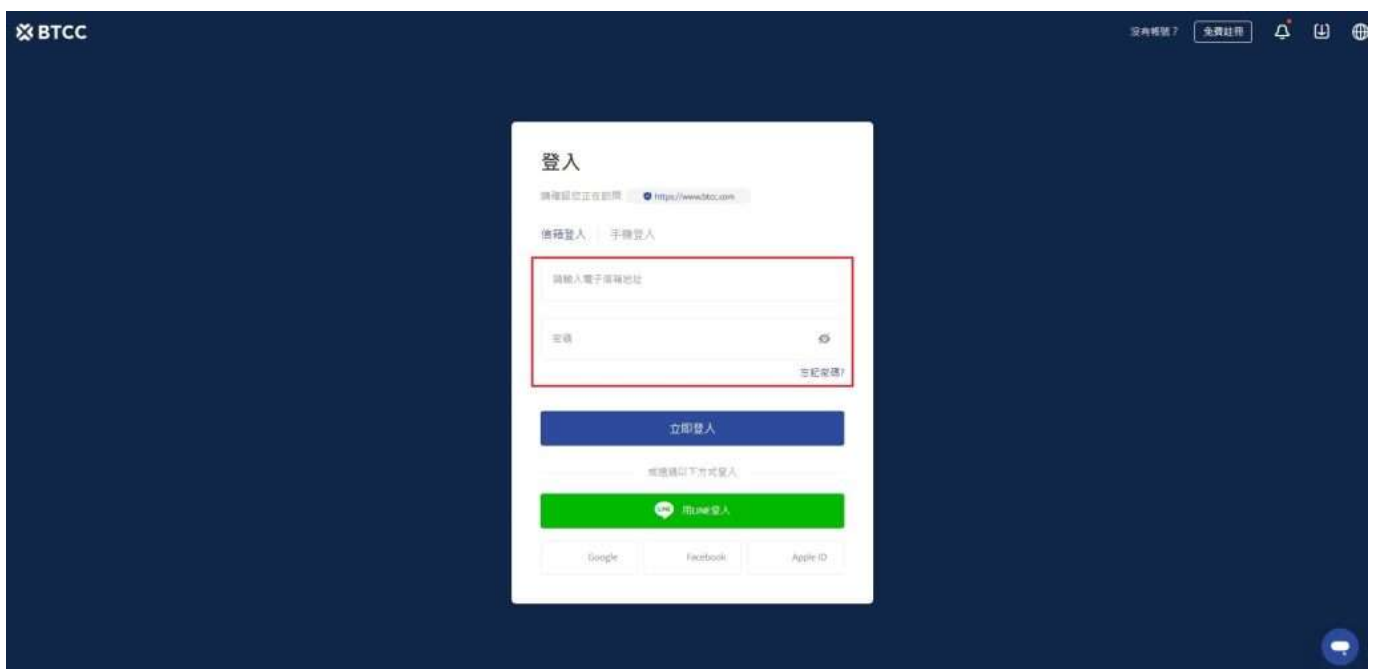 BTCC
沒有帳號？ 免費註冊
登入
請確認您正在訪問 https://www.btcc.com
信箱登入 手機登入
請輸入電子信箱地址
密碼
忘記密碼?
立即登入
或透過以下方式登入
LINE 用LINE登入
Google Facebook Apple ID